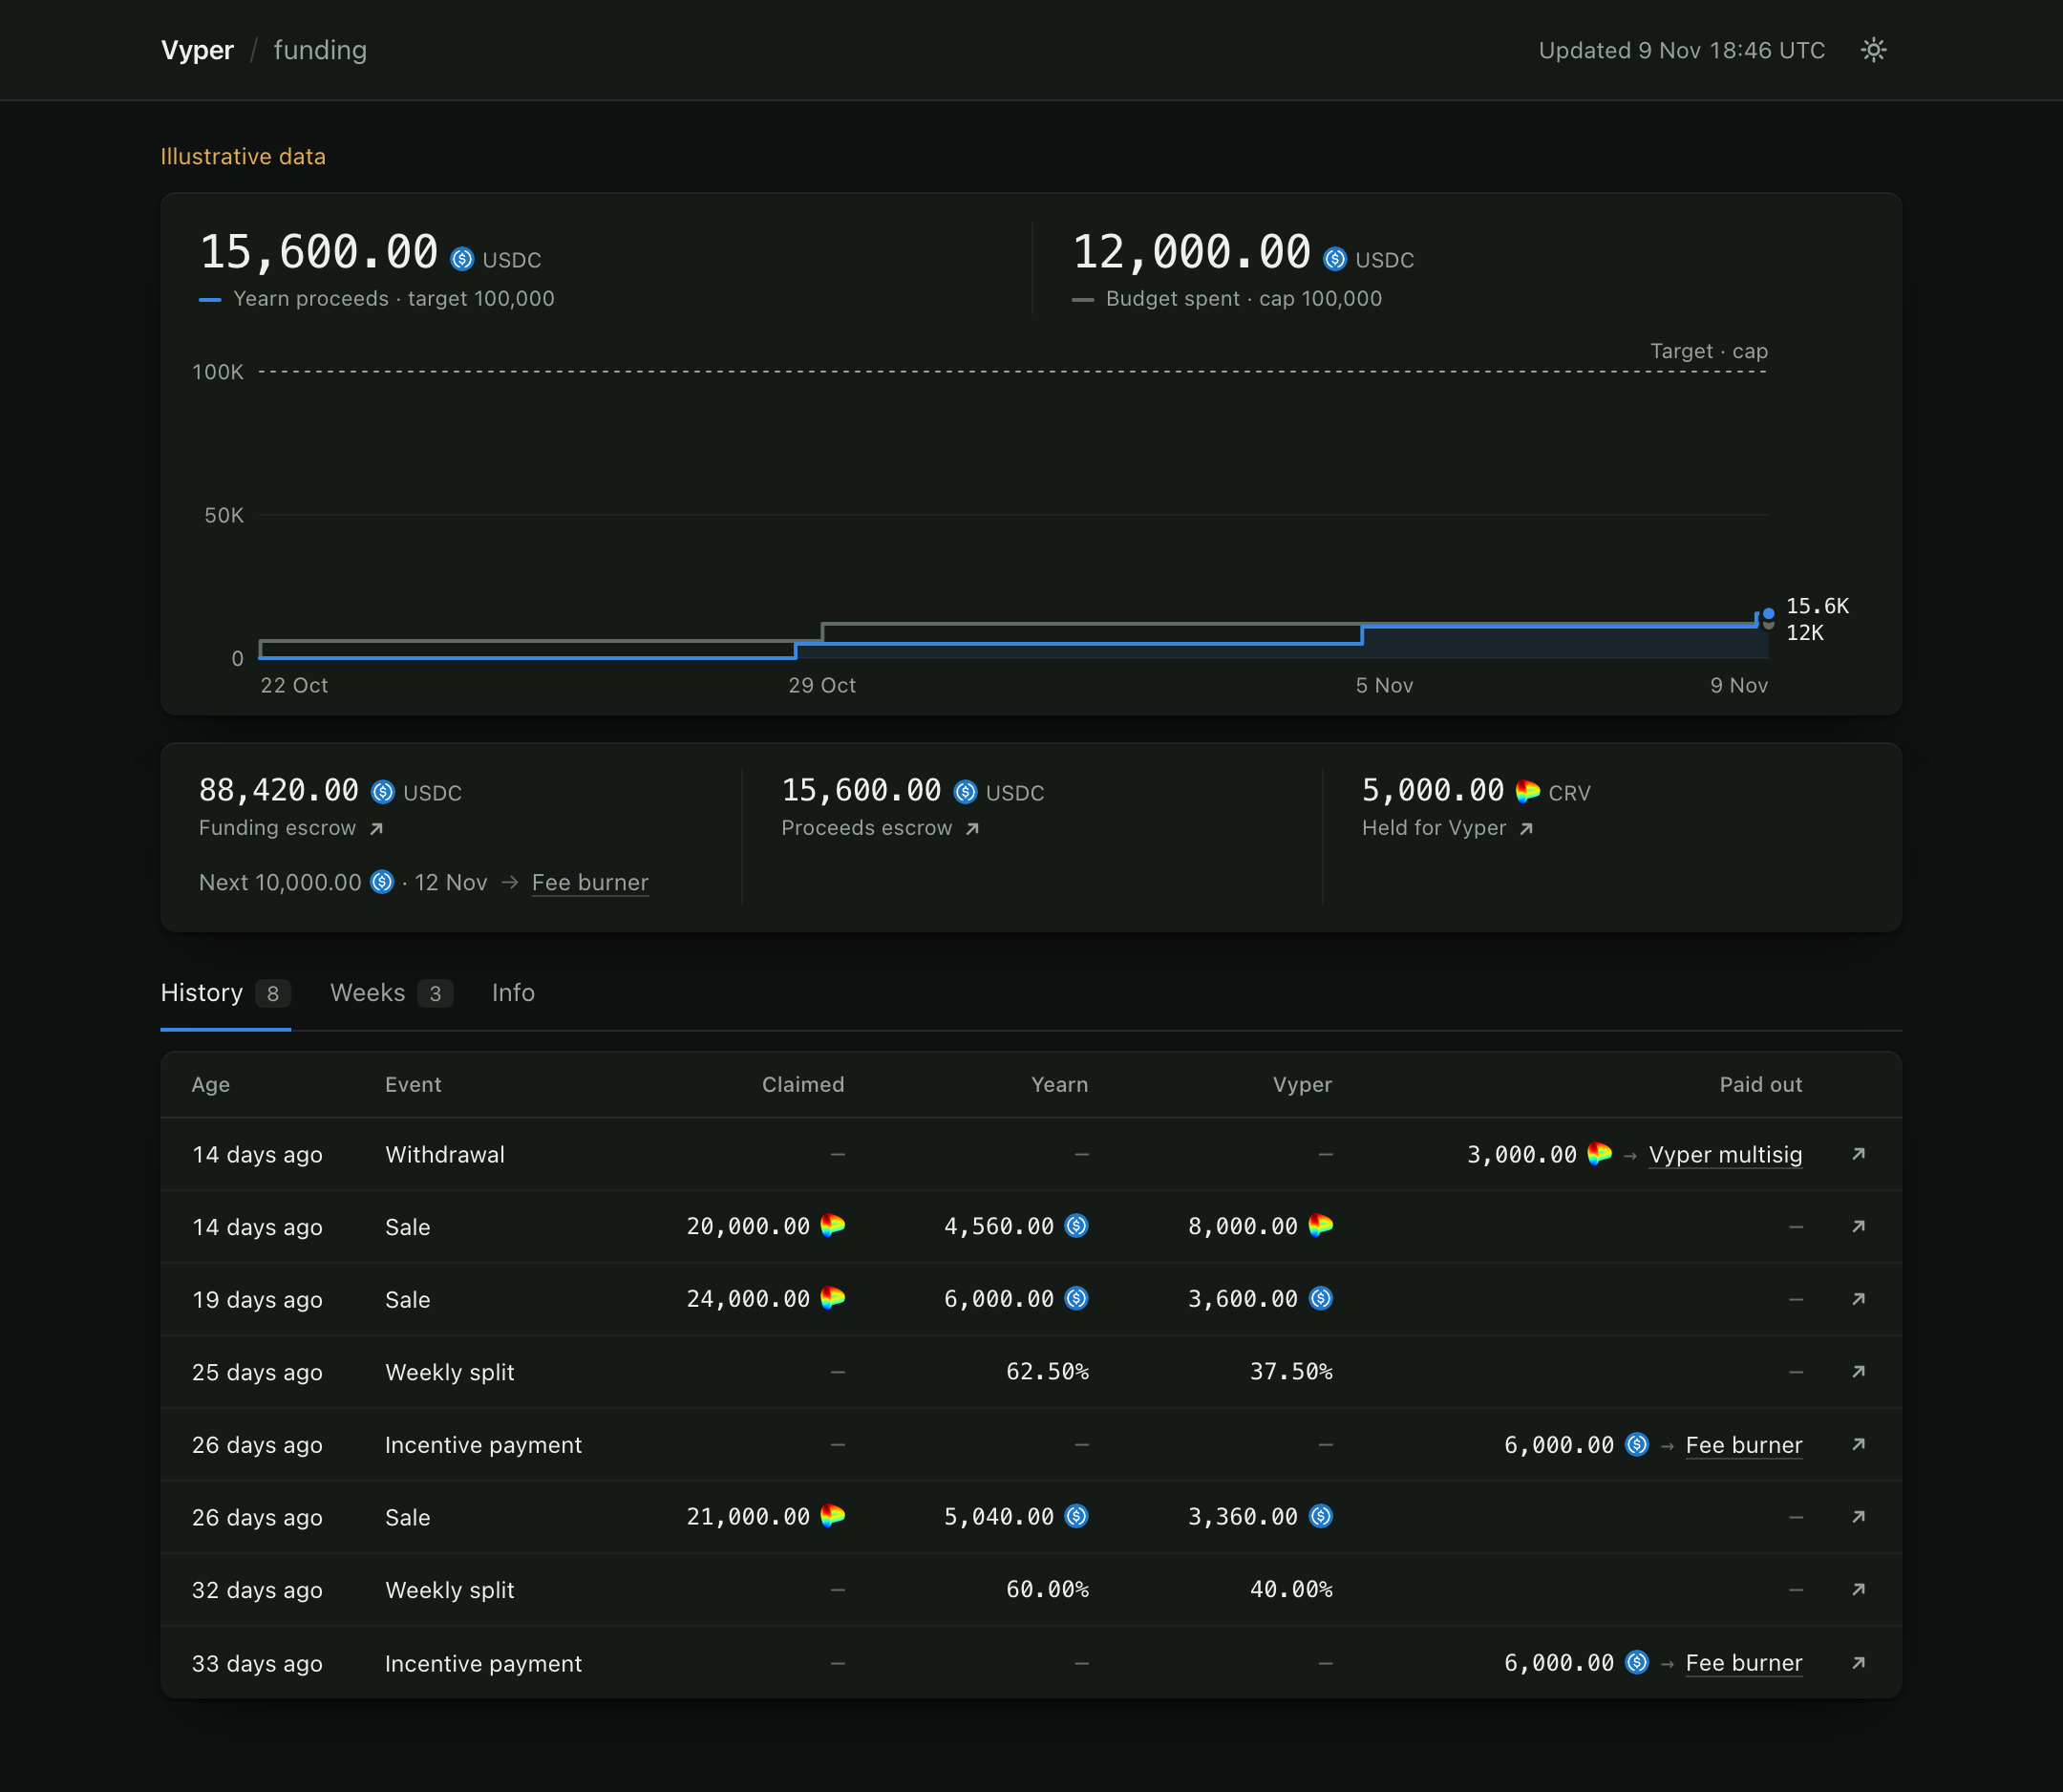 Vyper / funding
Updated 9 Nov 18:46 UTC
Illustrative data
15,600.00 USDC
Yearn proceeds · target 100,000
12,000.00 USDC
Budget spent · cap 100,000
Target · cap
100K
50K
0
15.6K
12K
22 Oct 29 Oct 5 Nov 9 Nov
88,420.00 USDC
Funding escrow ↗
Next 10,000.00 · 12 Nov → Fee burner
15,600.00 USDC
Proceeds escrow ↗
5,000.00 CRV
Held for Vyper ↗
History 8 Weeks 3 Info
Age Event Claimed Yearn Vyper Paid out
14 days ago Withdrawal — — — 3,000.00 → Vyper multisig ↗
14 days ago Sale 20,000.00 4,560.00 8,000.00 — ↗
19 days ago Sale 24,000.00 6,000.00 3,600.00 — ↗
25 days ago Weekly split — 62.50% 37.50% — ↗
26 days ago Incentive payment — — — 6,000.00 → Fee burner ↗
26 days ago Sale 21,000.00 5,040.00 3,360.00 — ↗
32 days ago Weekly split — 60.00% 40.00% — ↗
33 days ago Incentive payment — — — 6,000.00 → Fee burner ↗